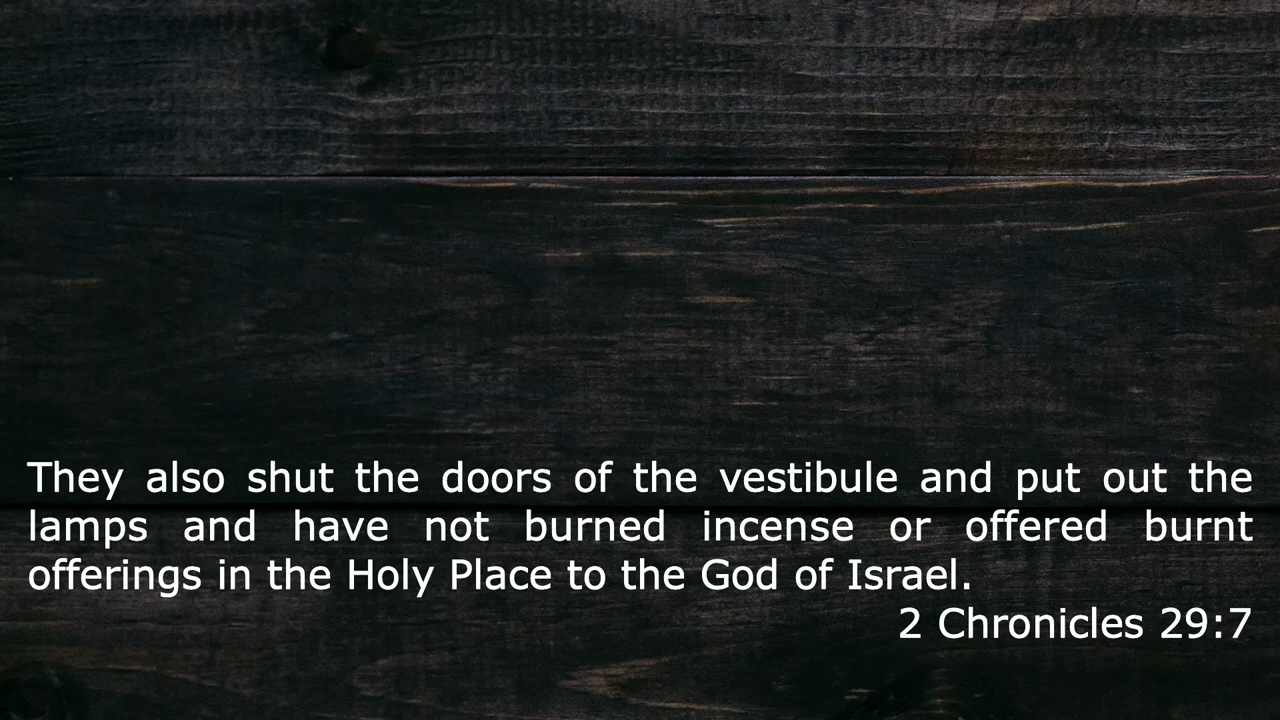 They also shut the doors of the vestibule and put out the
lamps and have not burned incense or offered burnt
offerings in the Holy Place to the God of Israel.
2 Chronicles 29:7